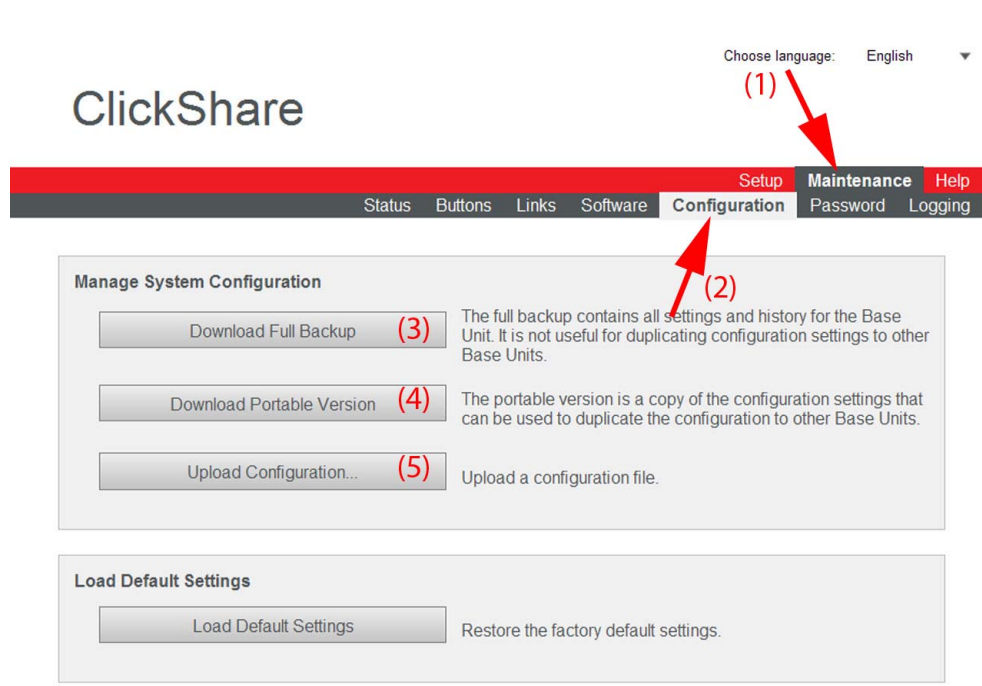 Choose language: English
(1)
ClickShare
Setup Maintenance Help
Status Buttons Links Software Configuration Password Logging
(2)
Manage System Configuration
Download Full Backup (3)
The full backup contains all settings and history for the Base
Unit. It is not useful for duplicating configuration settings to other
Base Units.
Download Portable Version (4)
The portable version is a copy of the configuration settings that
can be used to duplicate the configuration to other Base Units.
Upload Configuration... (5)
Upload a configuration file.
Load Default Settings
Load Default Settings
Restore the factory default settings.